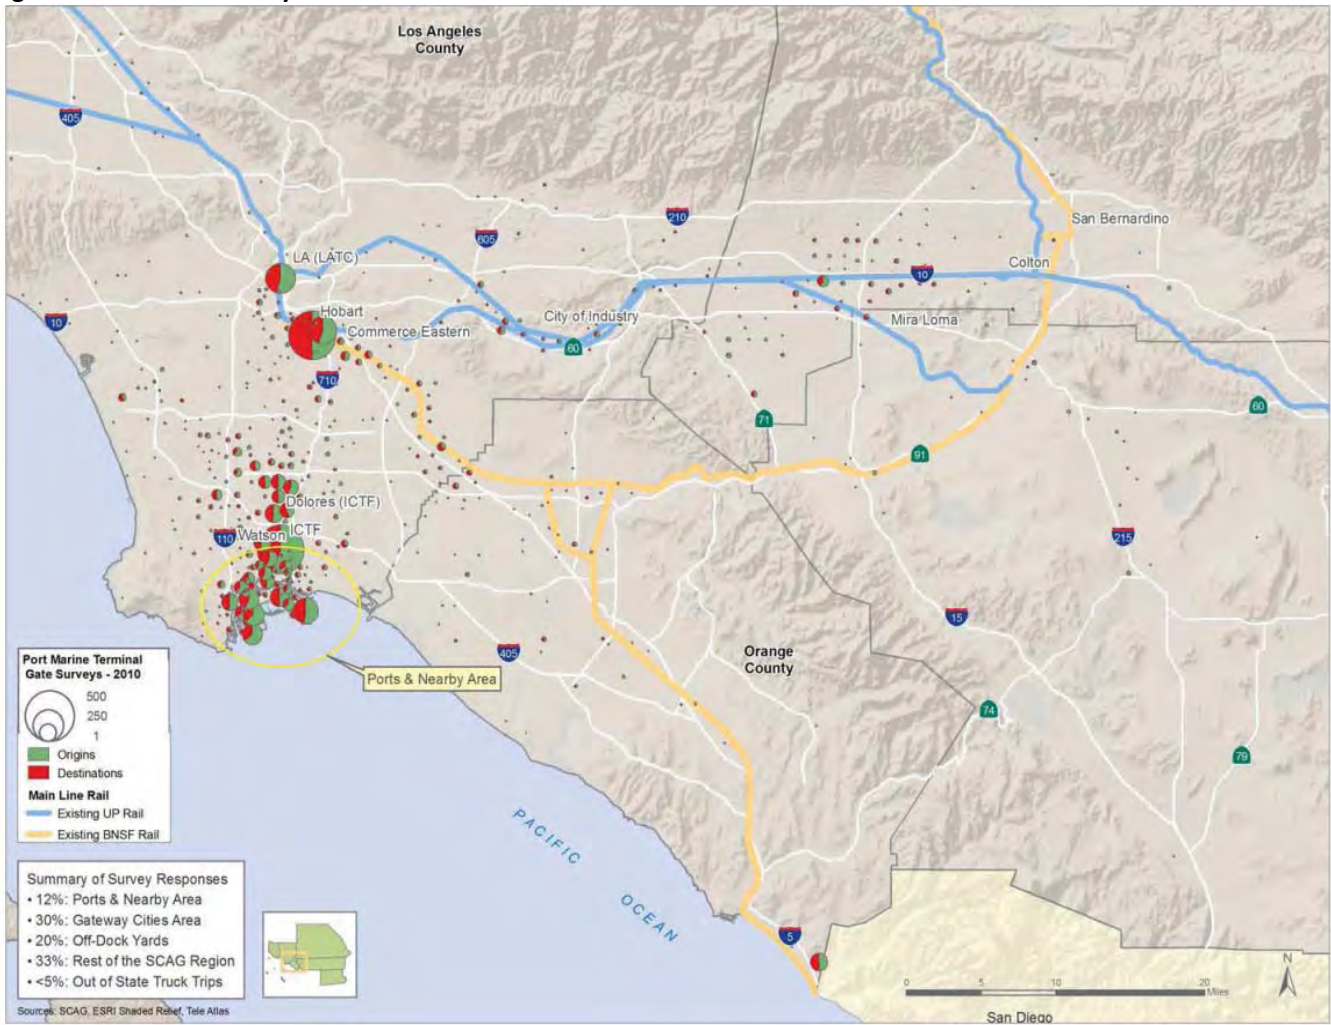 Los Angeles
County
405
210
605
San Bernardino
LA (LATC)
Colton
10
Hobart
City of Industry
Mira Loma
10
Commerce Eastern
60
710
60
71
91
Dolores (ICTF)
ICTF
110
Watson
215
15
Orange
County
405
Ports & Nearby Area
74
79
Port Marine Terminal
Gate Surveys - 2010
500
250
1
Origins
Destinations
Main Line Rail
Existing UP Rail
Existing BNSF Rail
PACIFIC
OCEAN
Summary of Survey Responses
• 12%: Ports & Nearby Area
• 30%: Gateway Cities Area
• 20%: Off-Dock Yards
• 33%: Rest of the SCAG Region
• <5%: Out of State Truck Trips
5
N
0 5 10 20
Miles
Sources: SCAG, ESRI Shaded Relief, Tele Atlas
San Diego